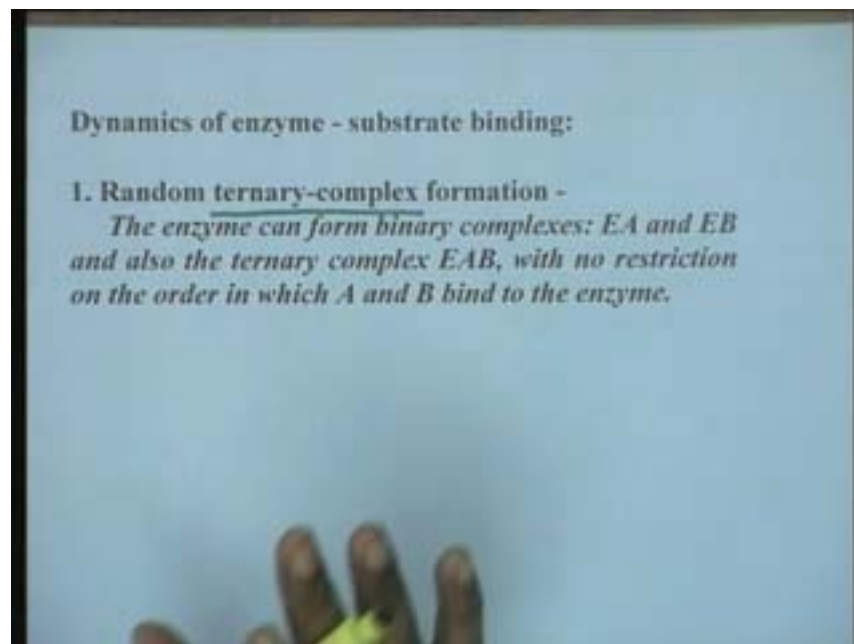 Dynamics of enzyme - substrate binding:
1. Random ternary-complex formation -
The enzyme can form binary complexes: EA and EB
and also the ternary complex EAB, with no restriction
on the order in which A and B bind to the enzyme.